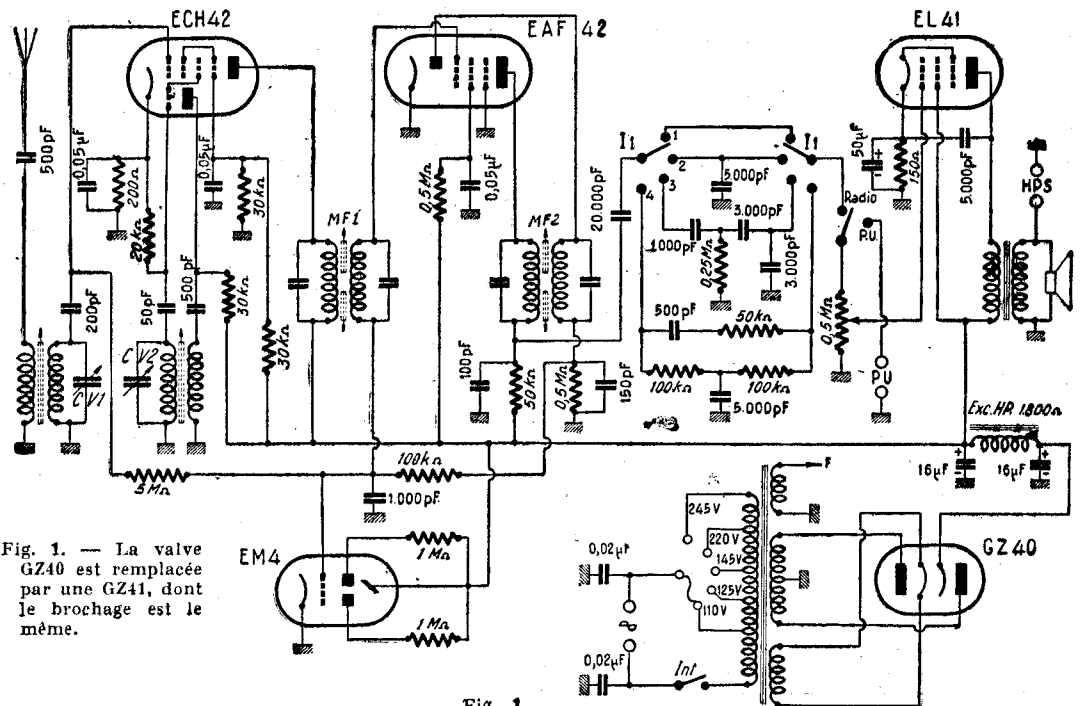 ECH42
EAF 42
EL41
500pF
0,05µF
200Ω
20kΩ
0,05µF
30kΩ
200pF
50pF
500pF
30kΩ
30kΩ
CV1
CV2
MF1
0,5MΩ
0,05µF
MF2
20.000pF
I1
1
2
3
4
I1
5.000pF
1000pF
3.000pF
0,25MΩ
3.000pF
500pF
50kΩ
100kΩ
100kΩ
5.000pF
50µF
150Ω
5.000pF
Radio
P.U.
0,5MΩ
PU
HPS
100pF
50kΩ
0,5MΩ
150pF
Exc.HP. 1.800Ω
16µF
16µF
5MΩ
100kΩ
1.000pF
EM4
1MΩ
1MΩ
F
245V
220V
145V
125V
110V
0,02µF
0,02µF
Int
GZ40
Fig. 1. — La valve
GZ40 est remplacée
par une GZ41, dont
le brochage est le
même.
Fig. 1